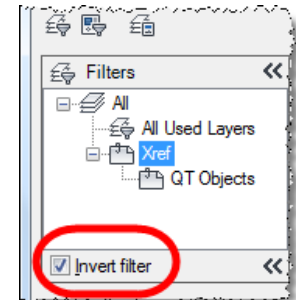 Filters
All
All Used Layers
Xref
QT Objects
Invert filter